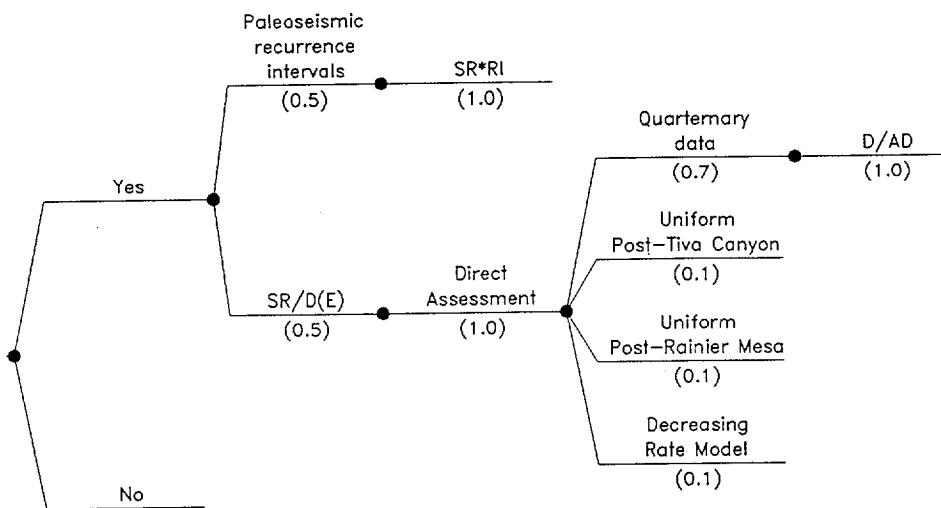 Paleoseismic
recurrence
intervals
(0.5)
SR*RI
(1.0)
Quarternary
data
(0.7)
D/AD
(1.0)
Yes
Uniform
Post-Tiva Canyon
(0.1)
SR/D(E)
(0.5)
Direct
Assessment
(1.0)
Uniform
Post-Rainier Mesa
(0.1)
Decreasing
Rate Model
(0.1)
No